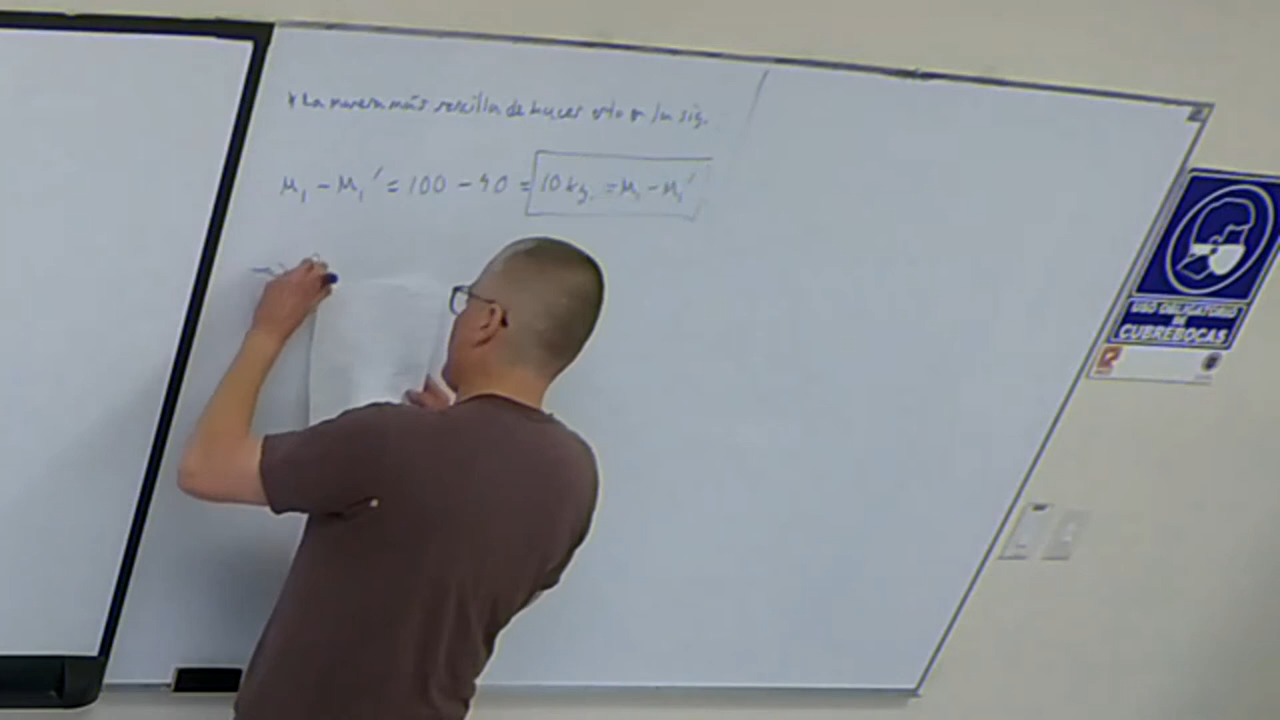 * La manera más sencilla de hacer esto es la sig.
M₁ - M₁' = 100 - 90 = 10 kg. = M₁ - M₁'
USO OBLIGATORIO
DE
CUBREBOCAS